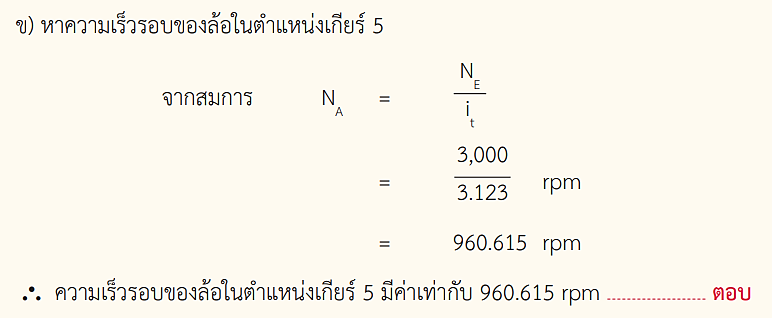 ข) หาความเร็วรอบของล้อในตำแหน่งเกียร์ 5
จากสมการ N_A = N_E / i_t
= 3,000 / 3.123 rpm
= 960.615 rpm
∴ ความเร็วรอบของล้อในตำแหน่งเกียร์ 5 มีค่าเท่ากับ 960.615 rpm .................... ตอบ